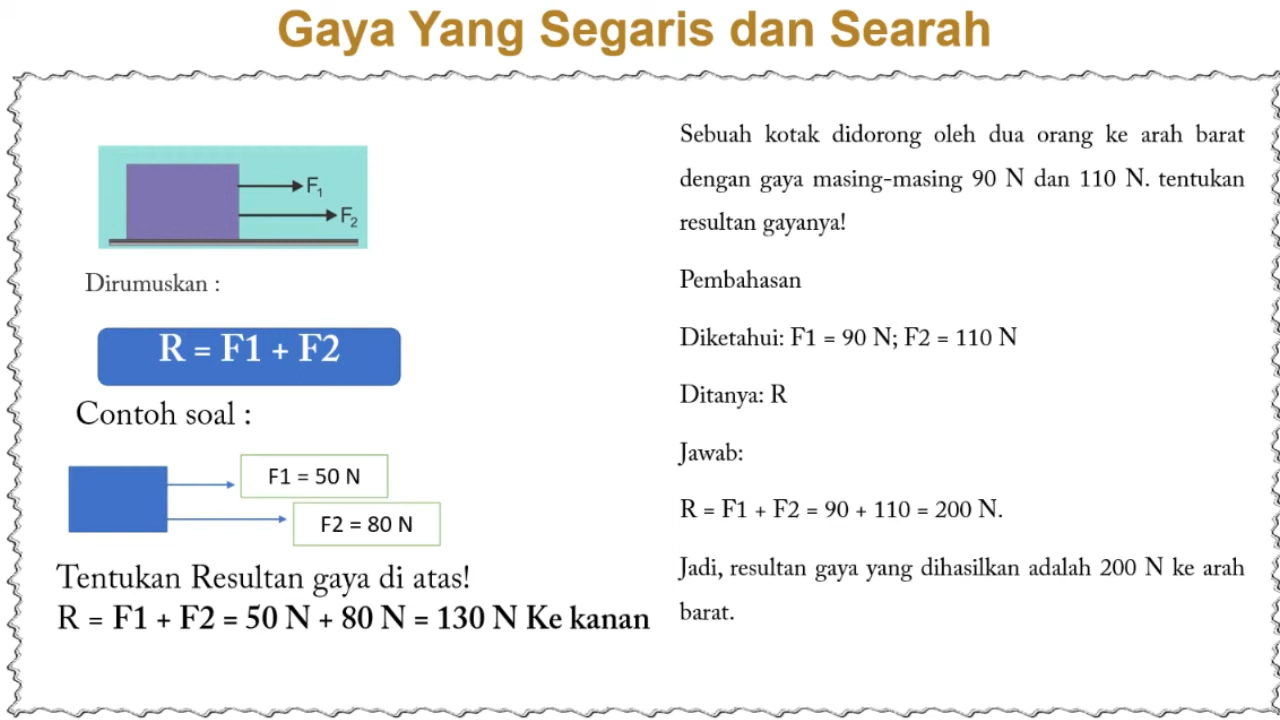 Gaya Yang Segaris dan Searah
F1
F2
Dirumuskan :
R = F1 + F2
Contoh soal :
F1 = 50 N
F2 = 80 N
Tentukan Resultan gaya di atas!
R = F1 + F2 = 50 N + 80 N = 130 N Ke kanan
Sebuah kotak didorong oleh dua orang ke arah barat
dengan gaya masing-masing 90 N dan 110 N. tentukan
resultan gayanya!
Pembahasan
Diketahui: F1 = 90 N; F2 = 110 N
Ditanya: R
Jawab:
R = F1 + F2 = 90 + 110 = 200 N.
Jadi, resultan gaya yang dihasilkan adalah 200 N ke arah
barat.